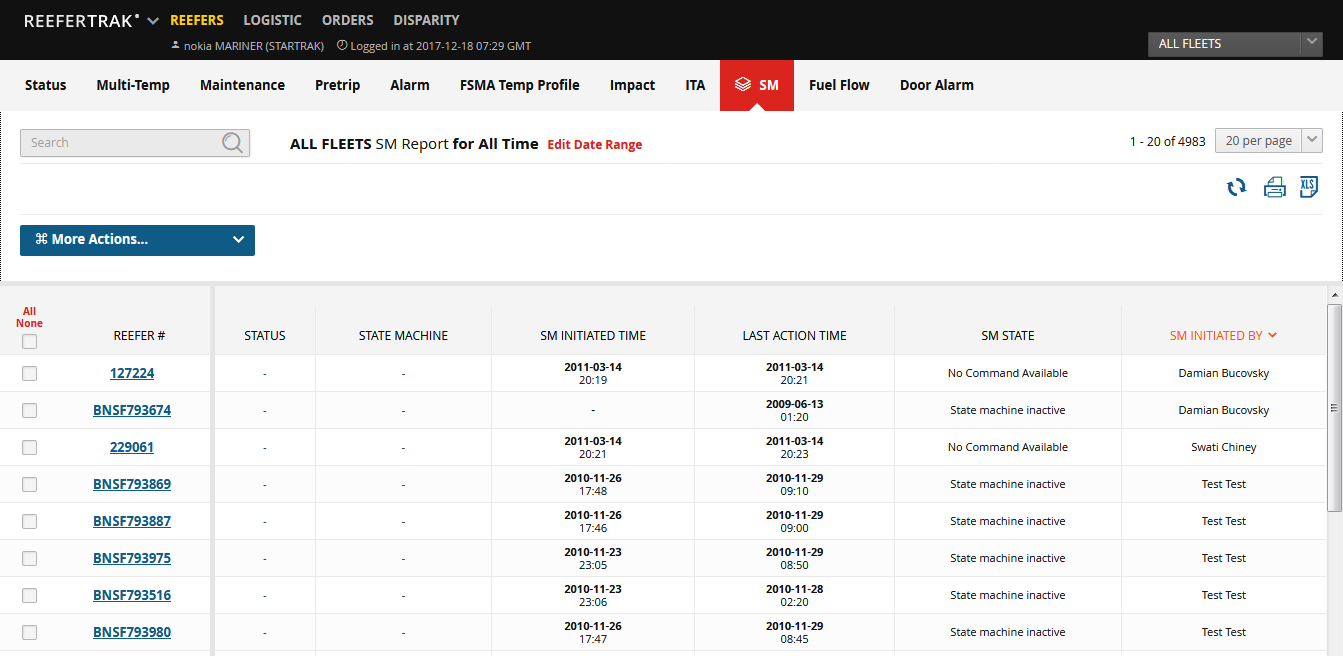 REEFERTRAK REEFERS LOGISTIC ORDERS DISPARITY
nokia MARINER (STARTRAK) Logged in at 2017-12-18 07:29 GMT
ALL FLEETS
Status Multi-Temp Maintenance Pretrip Alarm FSMA Temp Profile Impact ITA SM Fuel Flow Door Alarm
Search ALL FLEETS SM Report for All Time Edit Date Range 1 - 20 of 4983 20 per page
XLS
⌘ More Actions...
All
None
REEFER # STATUS STATE MACHINE SM INITIATED TIME LAST ACTION TIME SM STATE SM INITIATED BY
127224 - - 2011-03-14 20:19 2011-03-14 20:21 No Command Available Damian Bucovsky
BNSF793674 - - - 2009-06-13 01:20 State machine inactive Damian Bucovsky
229061 - - 2011-03-14 20:21 2011-03-14 20:23 No Command Available Swati Chiney
BNSF793869 - - 2010-11-26 17:48 2010-11-29 09:10 State machine inactive Test Test
BNSF793887 - - 2010-11-26 17:46 2010-11-29 09:00 State machine inactive Test Test
BNSF793975 - - 2010-11-23 23:05 2010-11-29 08:50 State machine inactive Test Test
BNSF793516 - - 2010-11-23 23:06 2010-11-28 02:20 State machine inactive Test Test
BNSF793980 - - 2010-11-26 17:47 2010-11-29 08:45 State machine inactive Test Test